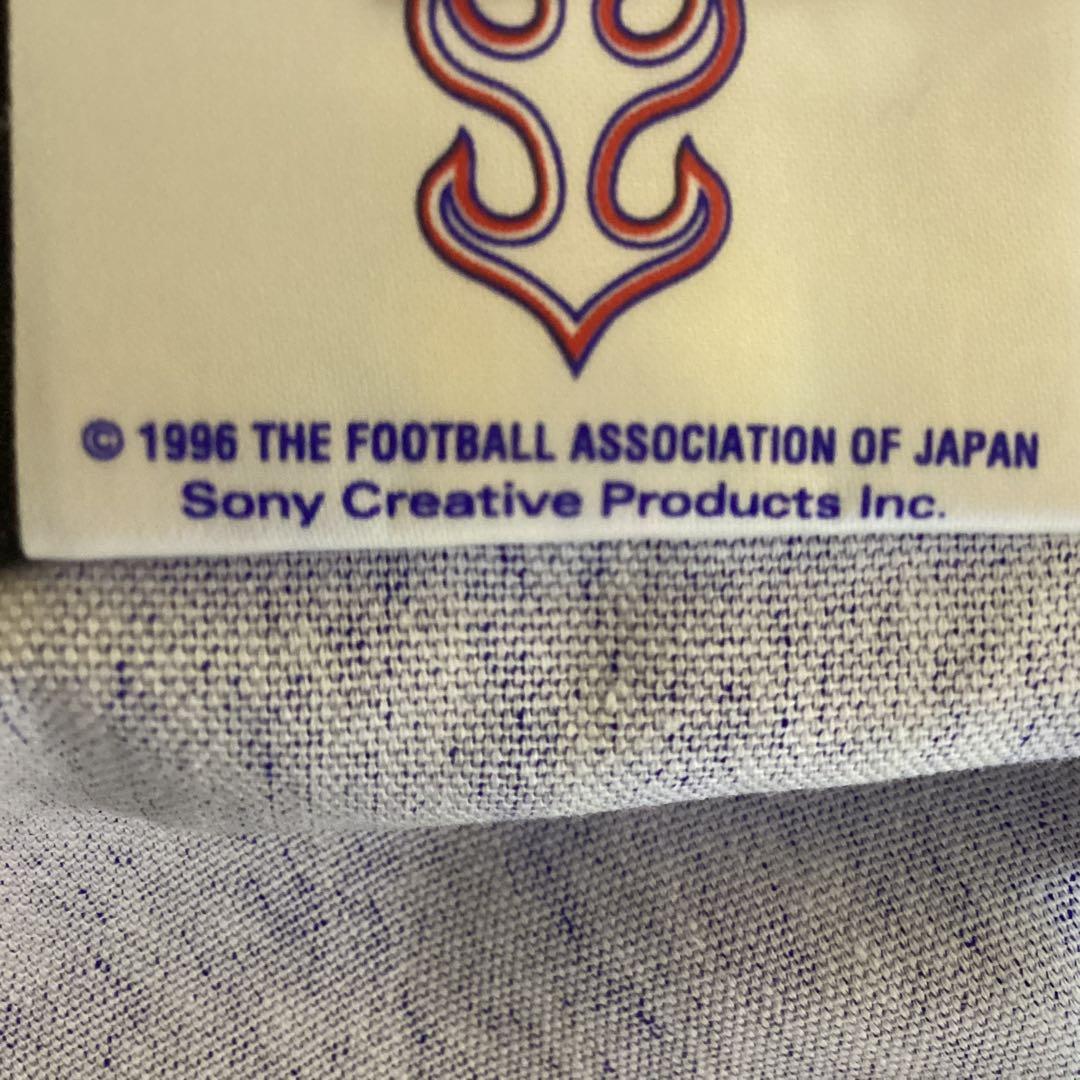 © 1996 THE FOOTBALL ASSOCIATION OF JAPAN
Sony Creative Products Inc.